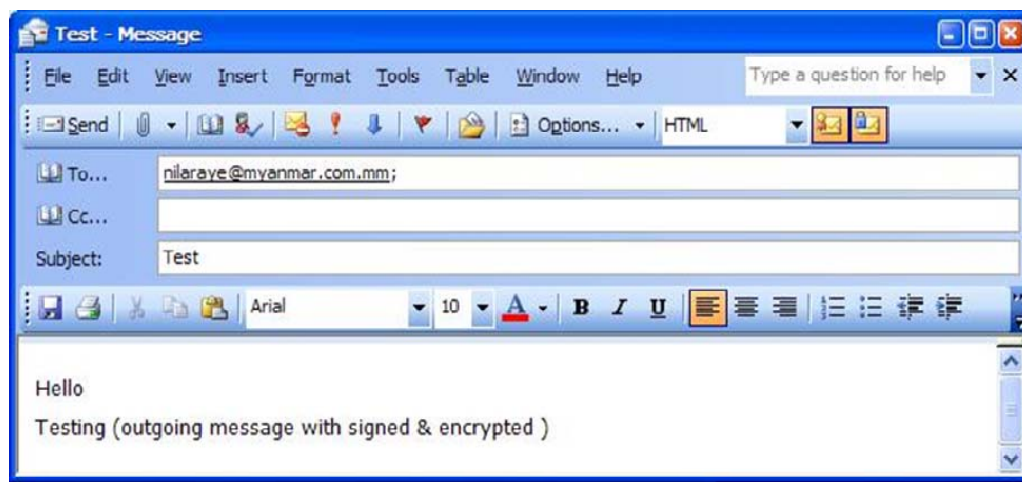 Test - Message
File Edit View Insert Format Tools Table Window Help Type a question for help
Send Options... HTML
To... nilaraye@myanmar.com.mm;
Cc...
Subject: Test
Arial 10 A B I U
Hello
Testing (outgoing message with signed & encrypted )